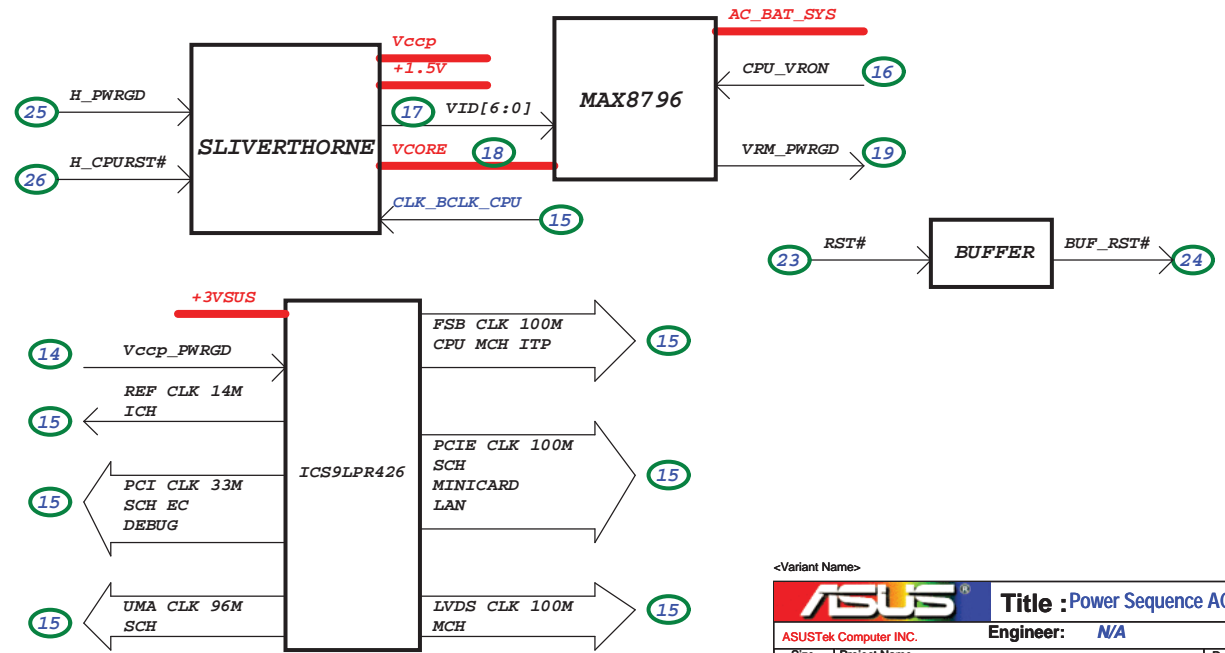 AC_BAT_SYS
Vccp
+1.5V
CPU_VRON
16
H_PWRGD
25
17
VID[6:0]
MAX8796
SLIVERTHORNE
VCORE
18
VRM_PWRGD
19
H_CPURST#
26
CLK_BCLK_CPU
15
RST#
23
BUFFER
BUF_RST#
24
+3VSUS
FSB CLK 100M
CPU MCH ITP
15
Vccp_PWRGD
14
REF CLK 14M
ICH
15
ICS9LPR426
PCIE CLK 100M
SCH
MINICARD
LAN
15
PCI CLK 33M
SCH EC
DEBUG
15
UMA CLK 96M
SCH
15
LVDS CLK 100M
MCH
15
<Variant Name>
ASUS®
Title : Power Sequence AC
ASUSTek Computer INC.
Engineer: N/A
Size
Project Name